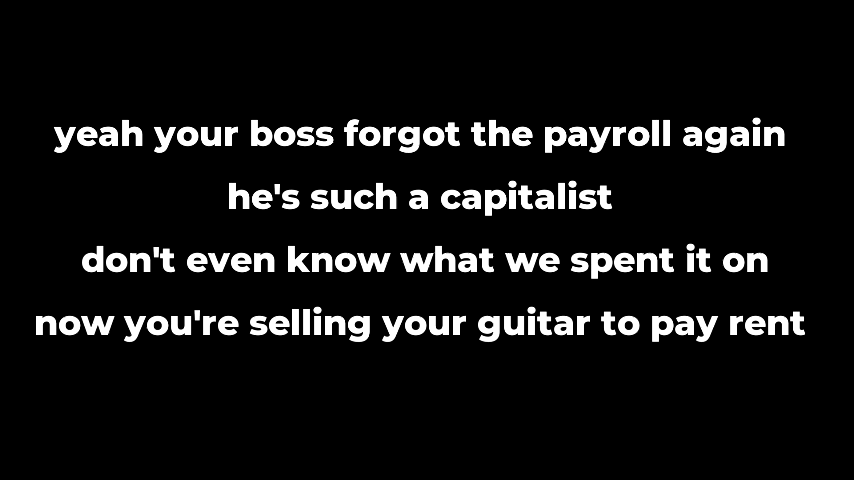 yeah your boss forgot the payroll again
he's such a capitalist
don't even know what we spent it on
now you're selling your guitar to pay rent